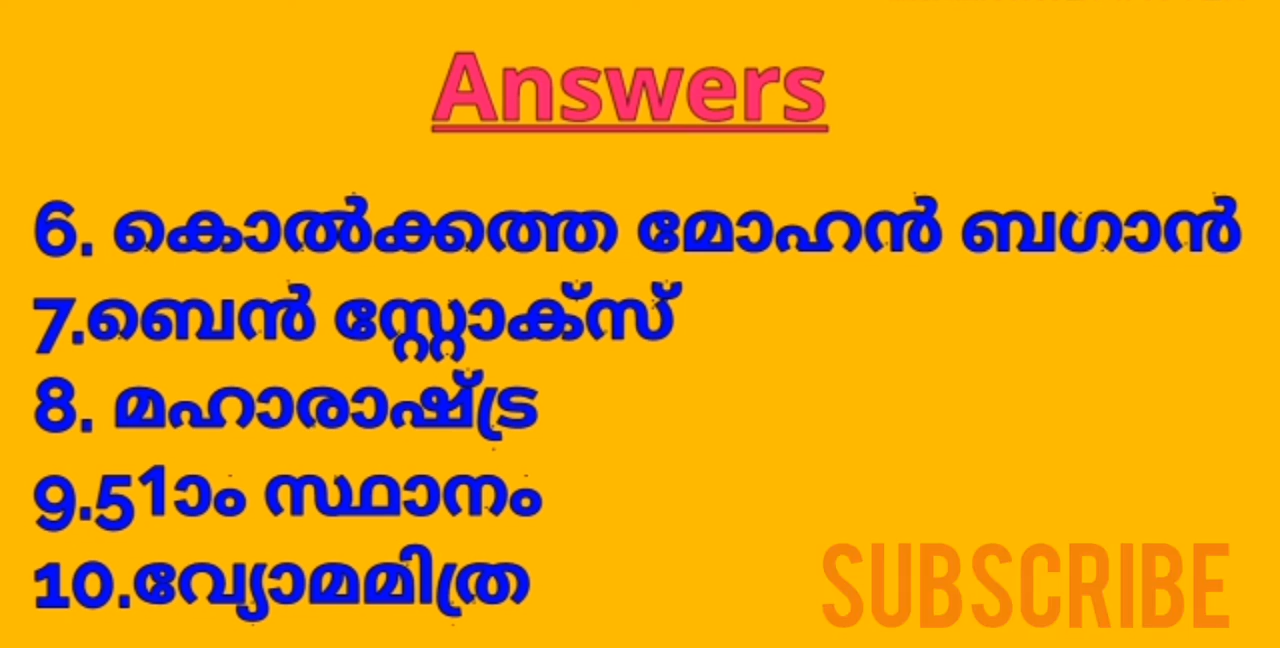 Answers
6. കൊൽക്കത്ത മോഹൻ ബഗാൻ
7.ബെൻ സ്റ്റോക്സ്
8. മഹാരാഷ്ട്ര
9.51ാം സ്ഥാനം
10.വ്യോമമിത്ര
SUBSCRIBE